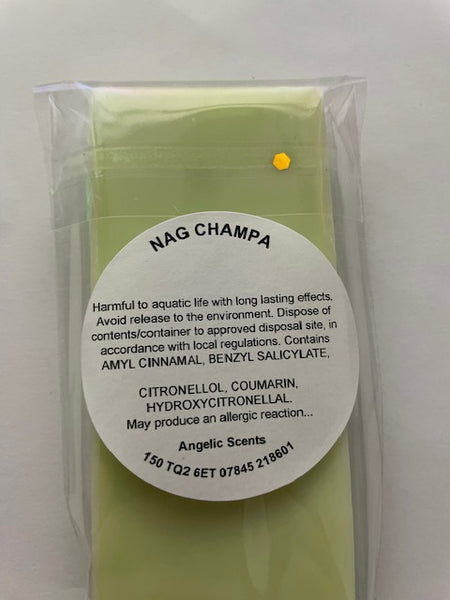 NAG CHAMPA
Harmful to aquatic life with long lasting effects.
Avoid release to the environment. Dispose of
contents/container to approved disposal site, in
accordance with local regulations. Contains
AMYL CINNAMAL, BENZYL SALICYLATE,
CITRONELLOL, COUMARIN,
HYDROXYCITRONELLAL.
May produce an allergic reaction...
Angelic Scents
150 TQ2 6ET 07845 218601